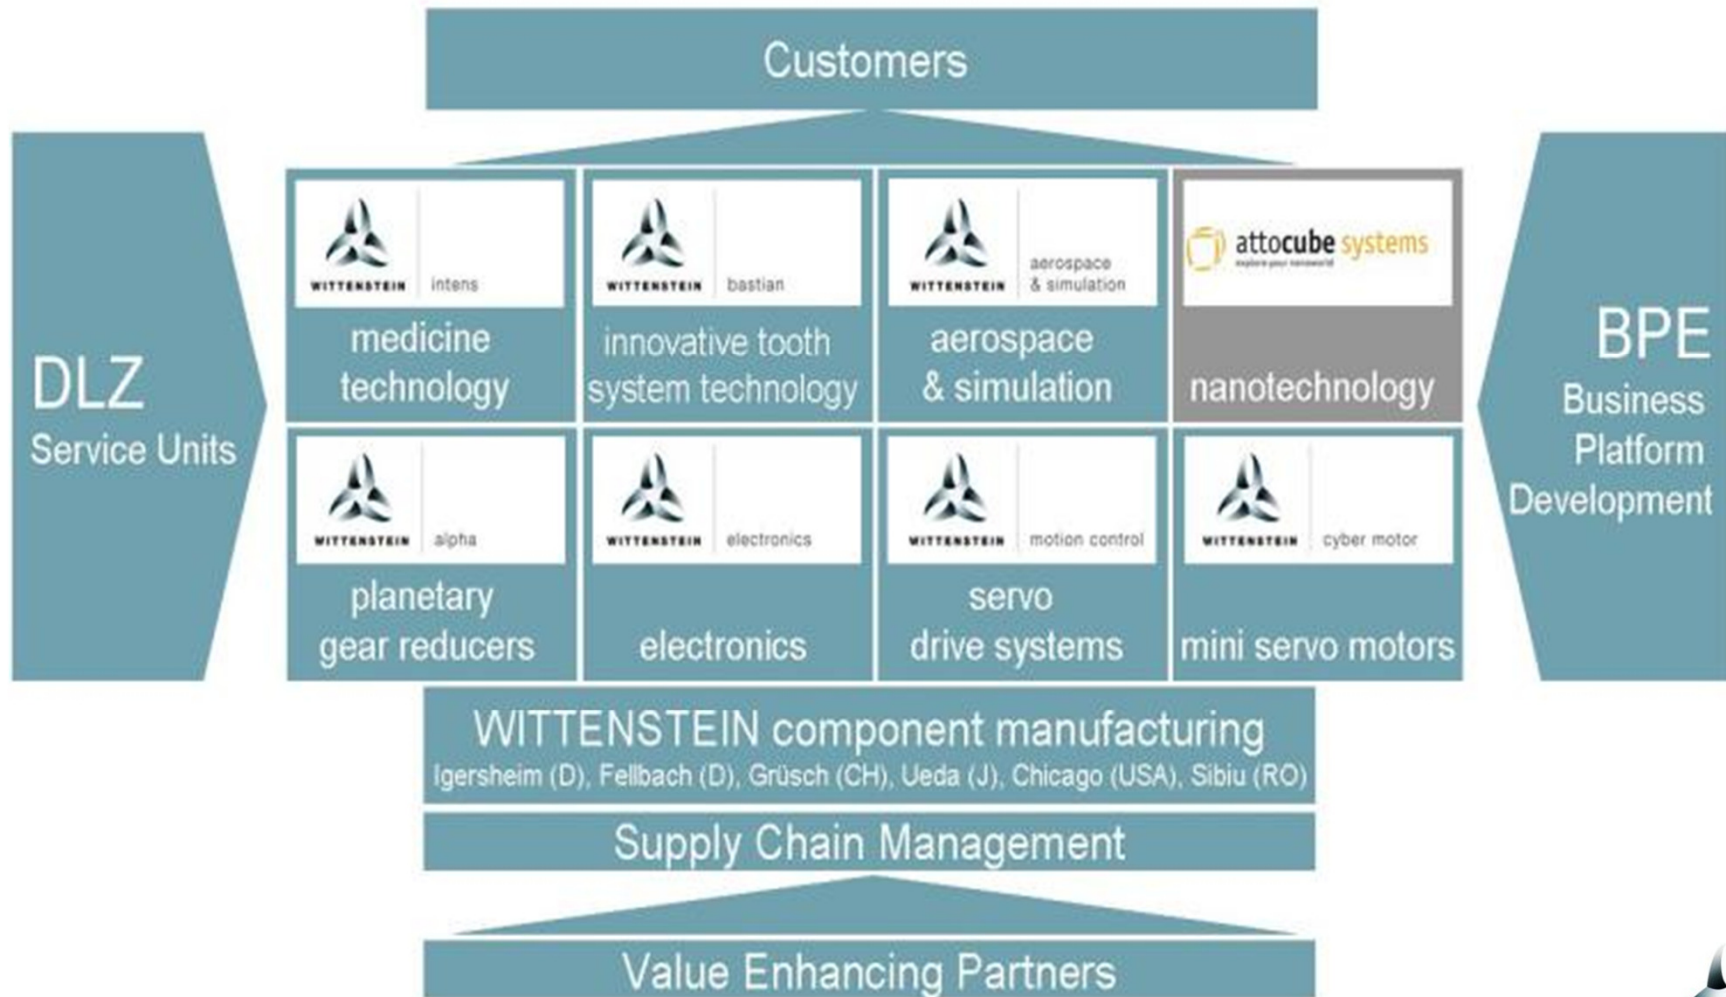 Customers
DLZ
Service Units
WITTENSTEIN intens
medicine
technology
WITTENSTEIN bastian
innovative tooth
system technology
aerospace
WITTENSTEIN & simulation
aerospace
& simulation
attocube systems
explore your nanoworld
nanotechnology
WITTENSTEIN alpha
planetary
gear reducers
WITTENSTEIN electronics
electronics
WITTENSTEIN motion control
servo
drive systems
WITTENSTEIN cyber motor
mini servo motors
BPE
Business
Platform
Development
WITTENSTEIN component manufacturing
Igersheim (D), Fellbach (D), Grüsch (CH), Ueda (J), Chicago (USA), Sibiu (RO)
Supply Chain Management
Value Enhancing Partners